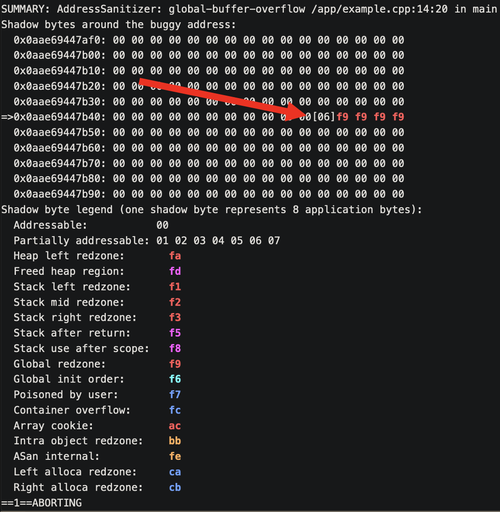 SUMMARY: AddressSanitizer: global-buffer-overflow /app/example.cpp:14:20 in main
Shadow bytes around the buggy address:
  0x0aae69447af0: 00 00 00 00 00 00 00 00 00 00 00 00 00 00 00 00
  0x0aae69447b00: 00 00 00 00 00 00 00 00 00 00 00 00 00 00 00 00
  0x0aae69447b10: 00 00 00 00 00 00 00 00 00 00 00 00 00 00 00 00
  0x0aae69447b20: 00 00 00 00 00 00 00 00 00 00 00 00 00 00 00 00
  0x0aae69447b30: 00 00 00 00 00 00 00 00 00 00 00 00 00 00 00 00
=>0x0aae69447b40: 00 00 00 00 00 00 00 00 00 00 00[06]f9 f9 f9 f9
  0x0aae69447b50: 00 00 00 00 00 00 00 00 00 00 00 00 00 00 00 00
  0x0aae69447b60: 00 00 00 00 00 00 00 00 00 00 00 00 00 00 00 00
  0x0aae69447b70: 00 00 00 00 00 00 00 00 00 00 00 00 00 00 00 00
  0x0aae69447b80: 00 00 00 00 00 00 00 00 00 00 00 00 00 00 00 00
  0x0aae69447b90: 00 00 00 00 00 00 00 00 00 00 00 00 00 00 00 00
Shadow byte legend (one shadow byte represents 8 application bytes):
  Addressable:           00
  Partially addressable: 01 02 03 04 05 06 07
  Heap left redzone:       fa
  Freed heap region:       fd
  Stack left redzone:      f1
  Stack mid redzone:       f2
  Stack right redzone:     f3
  Stack after return:      f5
  Stack use after scope:   f8
  Global redzone:          f9
  Global init order:       f6
  Poisoned by user:        f7
  Container overflow:      fc
  Array cookie:            ac
  Intra object redzone:    bb
  ASan internal:           fe
  Left alloca redzone:     ca
  Right alloca redzone:    cb
==1==ABORTING